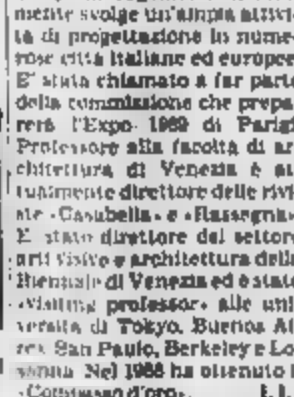 mente svolge un'ampia attivi-
tà di progettazione in nume-
rose città italiane ed europee.
E' stato chiamato a far parte
della commissione che prepa-
rerà l'Expo 1989 di Parigi.
Professore alla facoltà di ar-
chitettura di Venezia è at-
tualmente direttore delle rivi-
ste «Casabella» e «Rassegna».
E' stato direttore del settore
arti visive e architettura della
Biennale di Venezia ed è stato
«visiting professor» alle uni-
versità di Tokyo, Buenos Ai-
res, San Paulo, Berkeley e Lo-
sanna. Nel 1986 ha ottenuto i
«Compasso d'oro».